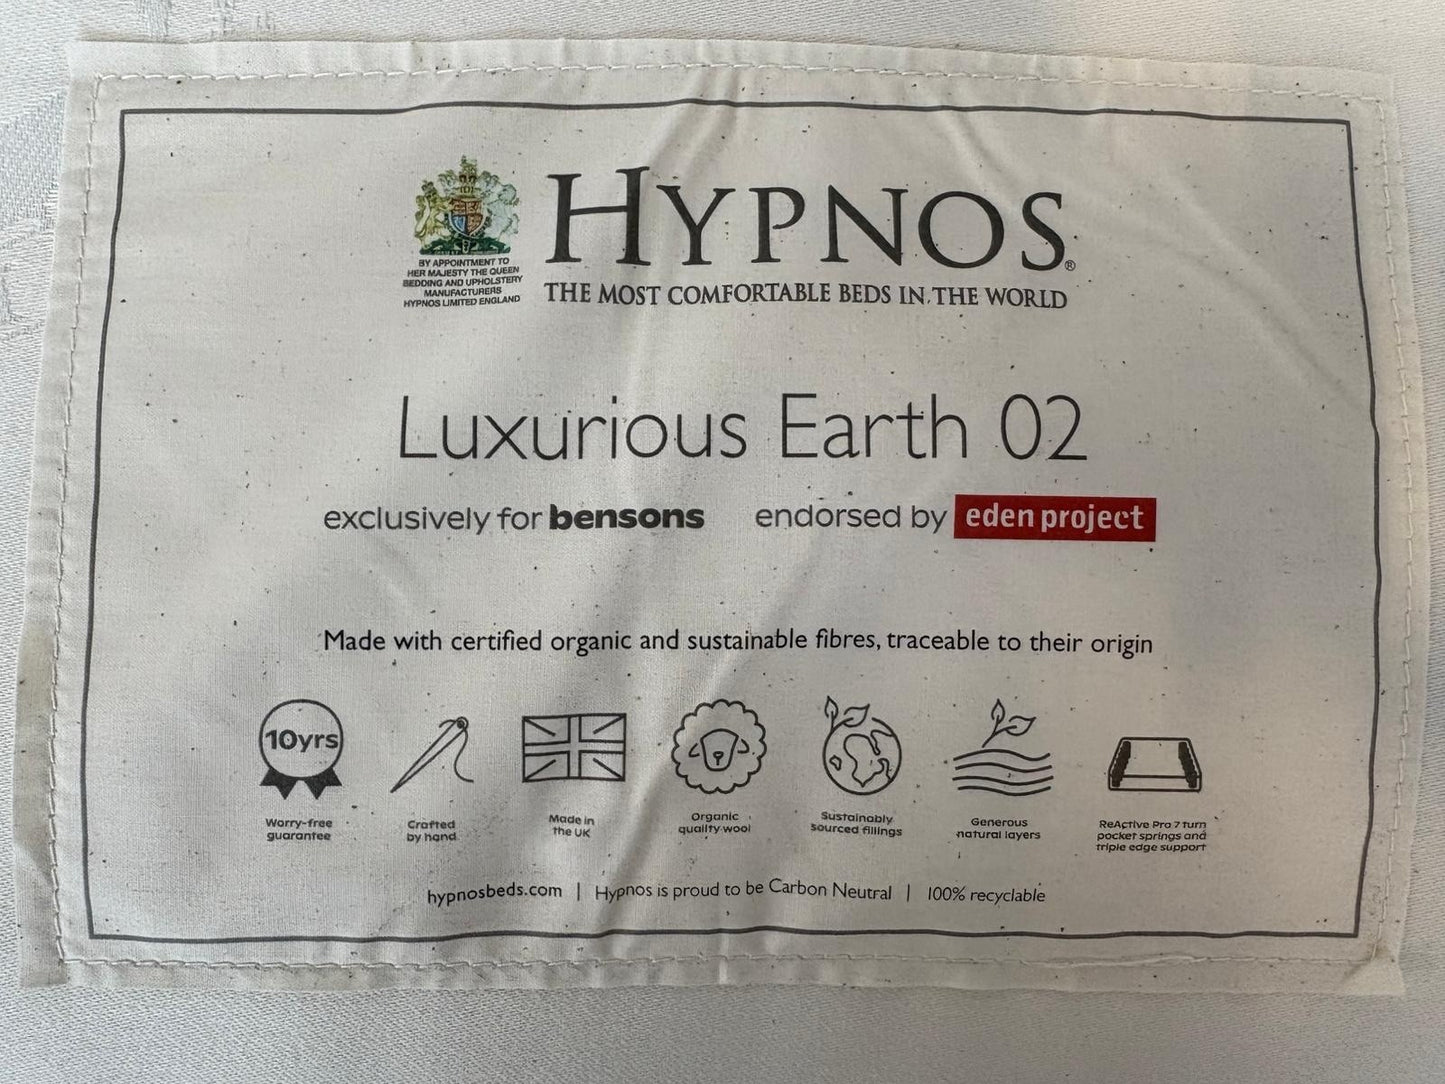 HYPNOS®
THE MOST COMFORTABLE BEDS IN THE WORLD
BY APPOINTMENT TO
HER MAJESTY THE QUEEN
BEDDING AND UPHOLSTERY
MANUFACTURERS
HYPNOS LIMITED ENGLAND
Luxurious Earth 02
exclusively for bensons endorsed by eden project
Made with certified organic and sustainable fibres, traceable to their origin
10yrs
Worry-free
guarantee
Crafted
by hand
Made in
the UK
Organic
quality wool
Sustainably
sourced fillings
Generous
natural layers
ReActive Pro 7 turn
pocket springs and
triple edge support
hypnosbeds.com | Hypnos is proud to be Carbon Neutral | 100% recyclable